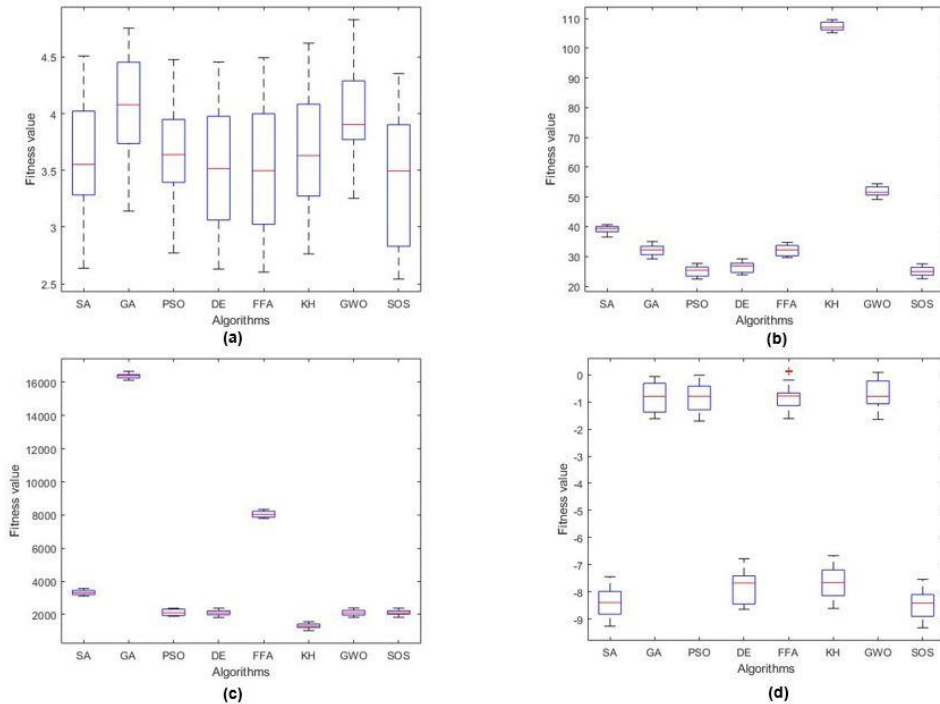 4.5
4
3.5
3
2.5
Fitness value
SA GA PSO DE FFA KH GWO SOS
Algorithms
(a)
110
100
90
80
70
60
50
40
30
20
Fitness value
SA GA PSO DE FFA KH GWO SOS
Algorithms
(b)
16000
14000
12000
10000
8000
6000
4000
2000
Fitness value
SA GA PSO DE FFA KH GWO SOS
Algorithms
(c)
0
-1
-2
-3
-4
-5
-6
-7
-8
-9
Fitness value
SA GA PSO DE FFA KH GWO SOS
Algorithms
(d)